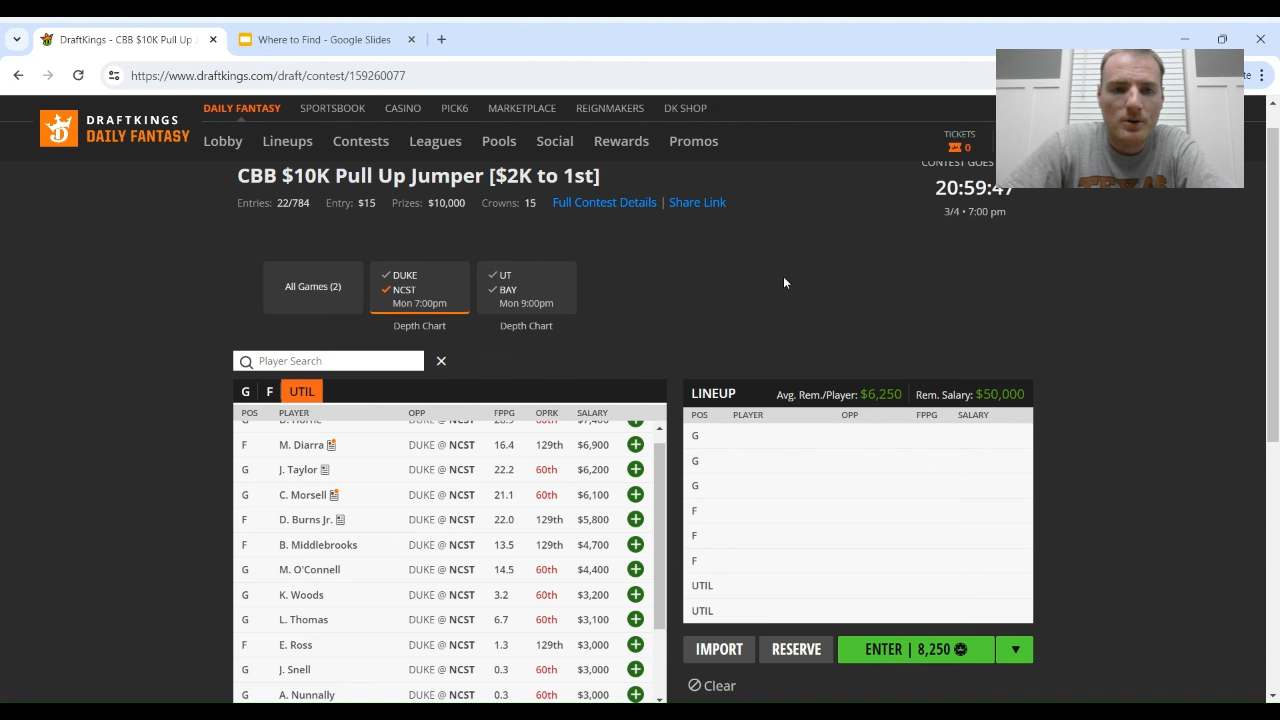 DraftKings - CBB $10K Pull Up J
Where to Find - Google Slides
https://www.draftkings.com/draft/contest/159260077
te
DRAFTKINGS
DAILY FANTASY
DAILY FANTASY SPORTSBOOK CASINO PICK6 MARKETPLACE REIGNMAKERS DK SHOP
Lobby Lineups Contests Leagues Pools Social Rewards Promos
TICKETS
0
CBB $10K Pull Up Jumper [$2K to 1st]
CONTEST GOES
20:59:47
3/4 • 7:00 pm
Entries: 22/784 Entry: $15 Prizes: $10,000 Crowns: 15 Full Contest Details | Share Link
All Games (2)
DUKE
NCST
Mon 7:00pm
Depth Chart
UT
BAY
Mon 9:00pm
Depth Chart
Player Search
G F UTIL
POS PLAYER OPP FPPG OPRK SALARY
G D. Horne DUKE @ NCST
F M. Diarra DUKE @ NCST 16.4 129th $6,900
G J. Taylor DUKE @ NCST 22.2 60th $6,200
G C. Morsell DUKE @ NCST 21.1 60th $6,100
F D. Burns Jr. DUKE @ NCST 22.0 129th $5,800
F B. Middlebrooks DUKE @ NCST 13.5 129th $4,700
G M. O'Connell DUKE @ NCST 14.5 60th $4,400
G K. Woods DUKE @ NCST 3.2 60th $3,200
G L. Thomas DUKE @ NCST 6.7 60th $3,100
F E. Ross DUKE @ NCST 1.3 129th $3,000
G J. Snell DUKE @ NCST 0.3 60th $3,000
G A. Nunnally DUKE @ NCST 0.3 60th $3,000
LINEUP Avg. Rem./Player: $6,250 Rem. Salary: $50,000
POS PLAYER OPP FPPG SALARY
G
G
G
F
F
F
UTIL
UTIL
IMPORT RESERVE ENTER | 8,250
Clear